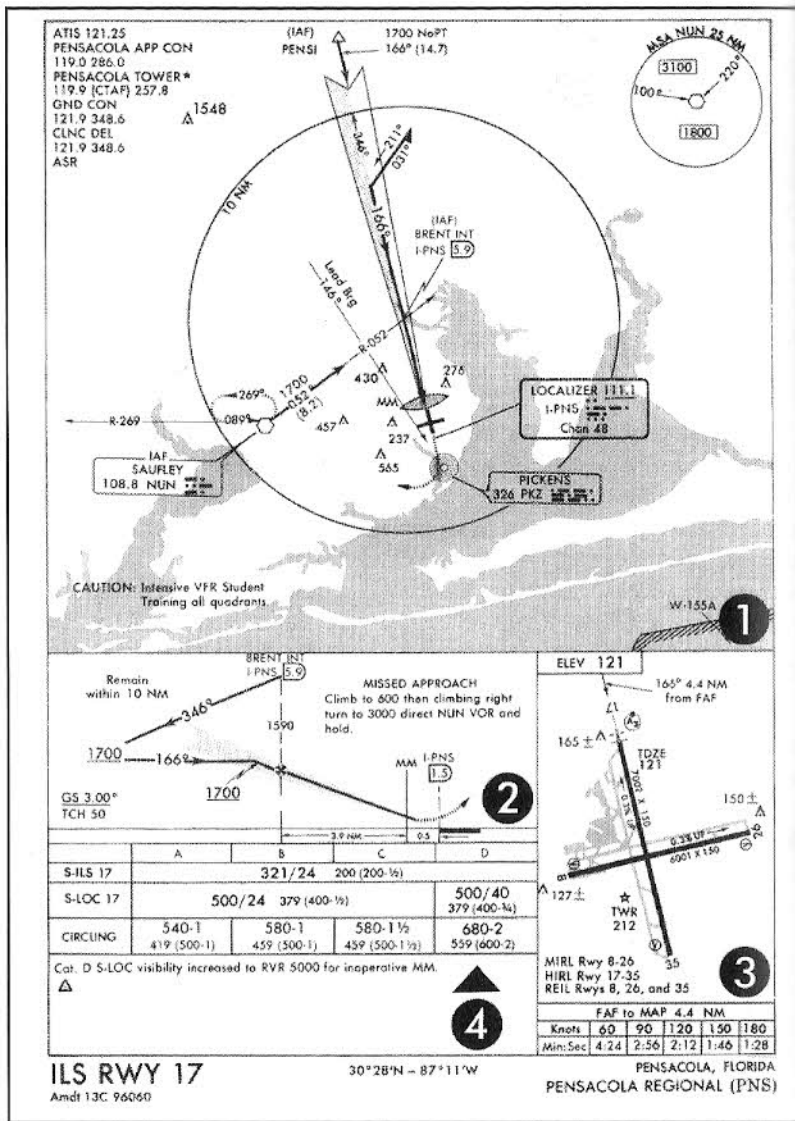 ATIS 121.25
PENSACOLA APP CON
119.0 286.0
PENSACOLA TOWER★
119.9 (CTAF) 257.8
GND CON
121.9 348.6
CLNC DEL
121.9 348.6
ASR
1548
(IAF)
PENSI
1700 NoPT
166° (14.7)
MSA NUN 25 NM
3100
220°
100°
1800
10 NM
346°
211°
031°
166°
(IAF)
BRENT INT
I-PNS 5.9
Lead Brg
146°
R-052
1700
052°
(8.2)
269°
089°
R-269
430
276
MM
457
237
565
LOCALIZER 111.1
I-PNS
Chan 48
IAF
SAUFLEY
108.8 NUN
PICKENS
326 PKZ
CAUTION: Intensive VFR Student
Training all quadrants
W-155A
1
Remain
within 10 NM
BRENT INT
I-PNS 5.9
346°
1700
166°
1700
1590
MISSED APPROACH
Climb to 600 then climbing right
turn to 3000 direct NUN VOR and
hold.
MM
I-PNS
1.5
GS 3.00°
TCH 50
3.9 NM
0.5
2
ELEV 121
165° 4.4 NM
from FAF
17
165 ±
TDZE
121
7002 X 150
0.3% UP
150 ±
0.3% UP
6001 X 150
26
8
127 ±
TWR
212
35
MIRL Rwy 8-26
HIRL Rwy 17-35
REIL Rwys 8, 26, and 35
3
A B C D
S-ILS 17 321/24 200 (200-½)
S-LOC 17 500/24 379 (400-½) 500/40 379 (400-¾)
CIRCLING 540-1 580-1 580-1½ 680-2
419 (500-1) 459 (500-1) 459 (500-1½) 559 (600-2)
Cat. D S-LOC visibility increased to RVR 5000 for inoperative MM.
4
FAF to MAP 4.4 NM
Knots 60 90 120 150 180
Min:Sec 4:24 2:56 2:12 1:46 1:28
ILS RWY 17
Amdt 13C 96060
30°28'N – 87°11'W
PENSACOLA, FLORIDA
PENSACOLA REGIONAL (PNS)